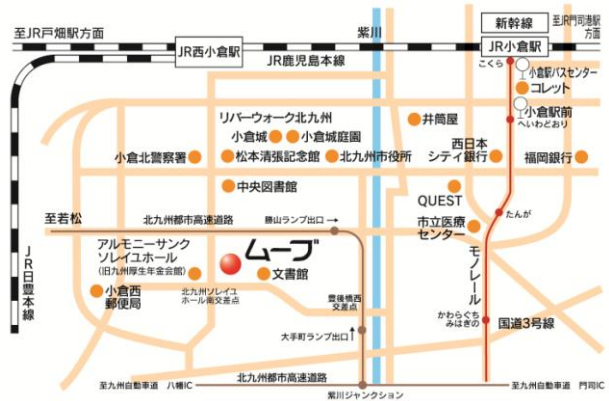 新幹線
至JR門司港駅
方面
至JR戸畑駅方面
紫川
JR西小倉駅
JR小倉駅
JR鹿児島本線
こくら
小倉駅バスセンター
コレット
小倉駅前
へいわどおり
リバーウォーク北九州
井筒屋
小倉城
小倉城庭園
小倉北警察署
松本清張記念館
北九州市役所
西日本
シティ銀行
福岡銀行
中央図書館
QUEST
至若松
北九州都市高速道路
勝山ランプ出口→
市立医療
センター
たんが
アルモニーサンク
ソレイユホール
(旧九州厚生年金会館)
ムーブ
文書館
モノレール
JR日豊本線
小倉西
郵便局
北九州ソレイユ
ホール南交差点
豊後橋西
交差点
かわらぐち
みはぎの
国道3号線
大手町ランプ出口↑
北九州都市高速道路
至九州自動車道 八幡IC
至九州自動車道 門司IC
紫川ジャンクション